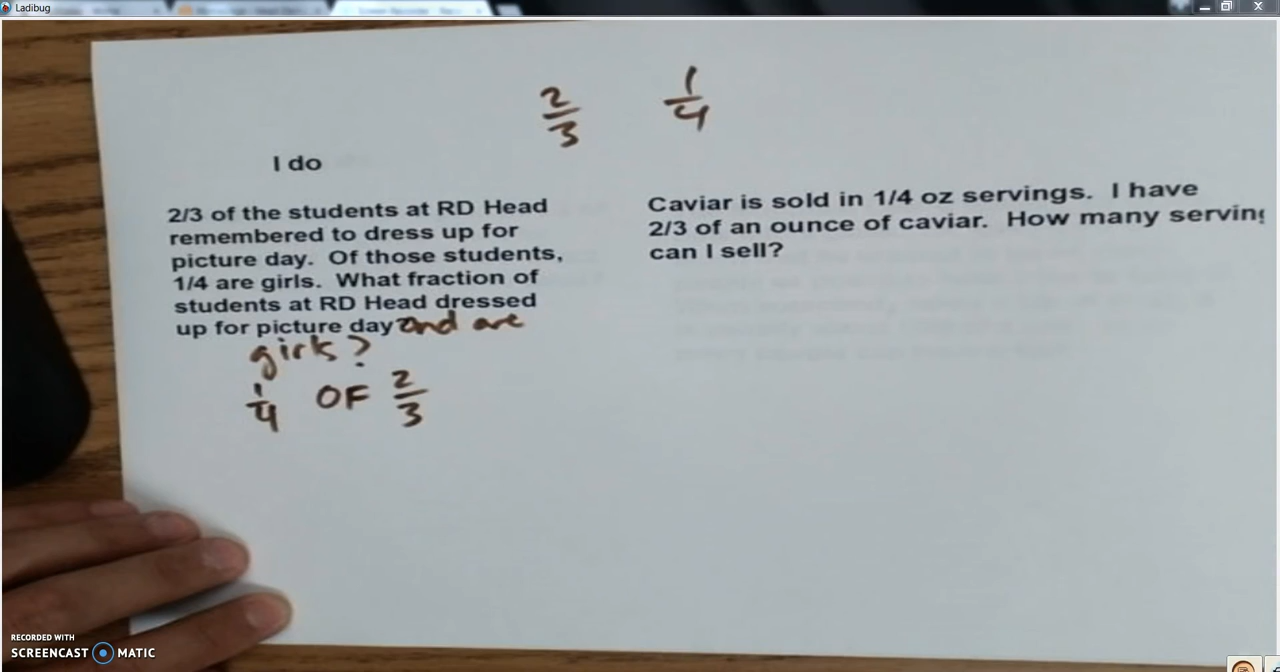 Ladibug
2
3
1
4
I do
2/3 of the students at RD Head
remembered to dress up for
picture day. Of those students,
1/4 are girls. What fraction of
students at RD Head dressed
up for picture day and are
girls?
1
4
OF
2
3
Caviar is sold in 1/4 oz servings. I have
2/3 of an ounce of caviar. How many serving
can I sell?
RECORDED WITH
SCREENCAST MATIC